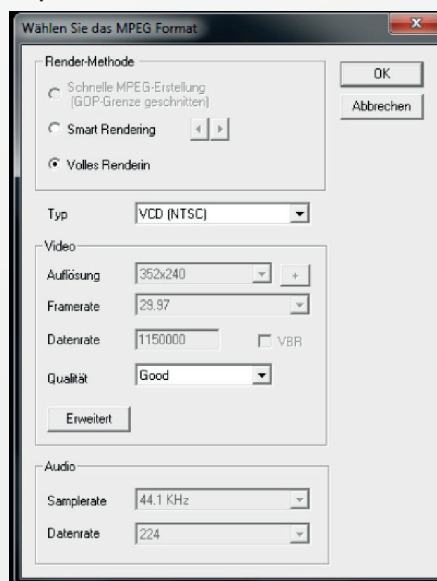 Wählen Sie das MPEG Format
Render-Methode
Schnelle MPEG-Erstellung
(GOP-Grenze geschnitten)
Smart Rendering
Volles Renderin
OK
Abbrechen
Typ
VCD (NTSC)
Video
Auflösung
352x240
+
Framerate
29.97
Datenrate
1150000
VBR
Qualität
Good
Erweitert
Audio
Samplerate
44.1 KHz
Datenrate
224